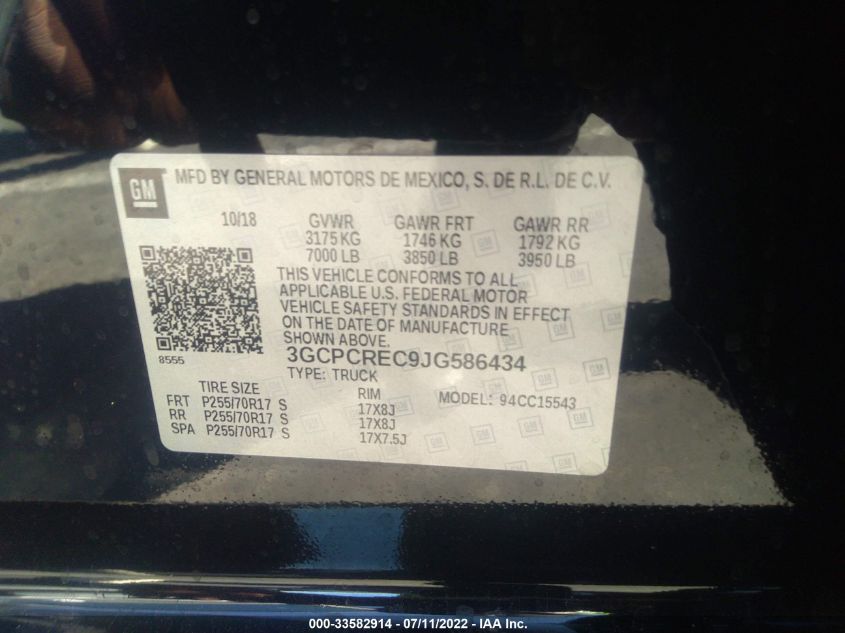 GM MFD BY GENERAL MOTORS DE MEXICO, S. DE R.L. DE C.V.
10/18 GVWR GAWR FRT GAWR RR
3175 KG 1746 KG 1792 KG
7000 LB 3850 LB 3950 LB
THIS VEHICLE CONFORMS TO ALL
APPLICABLE U.S. FEDERAL MOTOR
VEHICLE SAFETY STANDARDS IN EFFECT
ON THE DATE OF MANUFACTURE
SHOWN ABOVE.
8555
3GCPCREC9JG586434
TYPE: TRUCK
TIRE SIZE RIM MODEL: 94CC15543
FRT P255/70R17 S 17X8J
RR P255/70R17 S 17X8J
SPA P255/70R17 S 17X7.5J
000-33582914 - 07/11/2022 - IAA Inc.